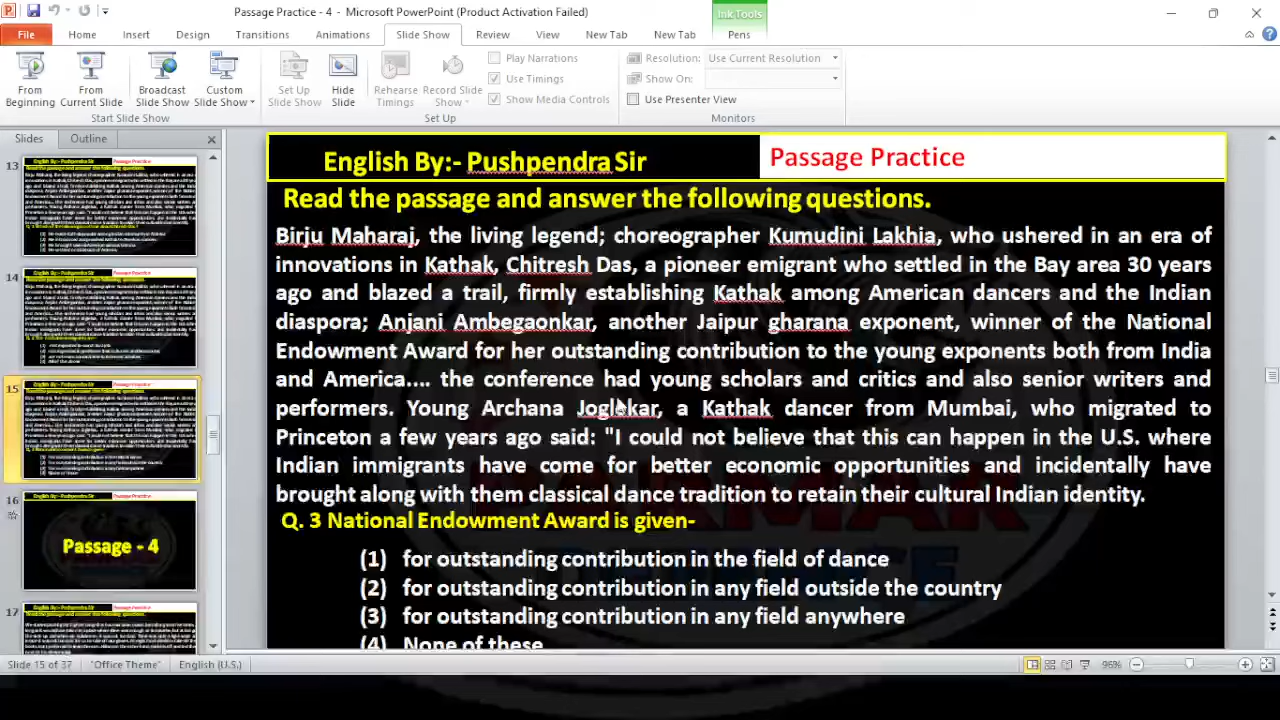 Passage Practice - 4 - Microsoft PowerPoint (Product Activation Failed)
Ink Tools
File Home Insert Design Transitions Animations Slide Show Review View New Tab New Tab Pens
From Beginning
From Current Slide
Broadcast Slide Show
Custom Slide Show
Set Up Slide Show
Hide Slide
Rehearse Timings
Record Slide Show
Play Narrations
Use Timings
Show Media Controls
Resolution: Use Current Resolution
Show On:
Use Presenter View
Start Slide Show
Set Up
Monitors
Slides Outline
13
14
15
16
Passage - 4
17
English By:- Pushpendra Sir
Passage Practice
Read the passage and answer the following questions.
Birju Maharaj, the living legend; choreographer Kumudini Lakhia, who ushered in an era of
innovations in Kathak, Chitresh Das, a pioneer emigrant who settled in the Bay area 30 years
ago and blazed a trail, firmly establishing Kathak among American dancers and the Indian
diaspora; Anjani Ambegaonkar, another Jaipur gharana exponent, winner of the National
Endowment Award for her outstanding contribution to the young exponents both from India
and America.... the conference had young scholars and critics and also senior writers and
performers. Young Archana Joglekar, a Kathak dancer from Mumbai, who migrated to
Princeton a few years ago said: "I could not believe that this can happen in the U.S. where
Indian immigrants have come for better economic opportunities and incidentally have
brought along with them classical dance tradition to retain their cultural Indian identity.
Q. 3 National Endowment Award is given-
(1) for outstanding contribution in the field of dance
(2) for outstanding contribution in any field outside the country
(3) for outstanding contribution in any field anywhere
(4) None of these
Slide 15 of 37 "Office Theme" English (U.S.) 96%